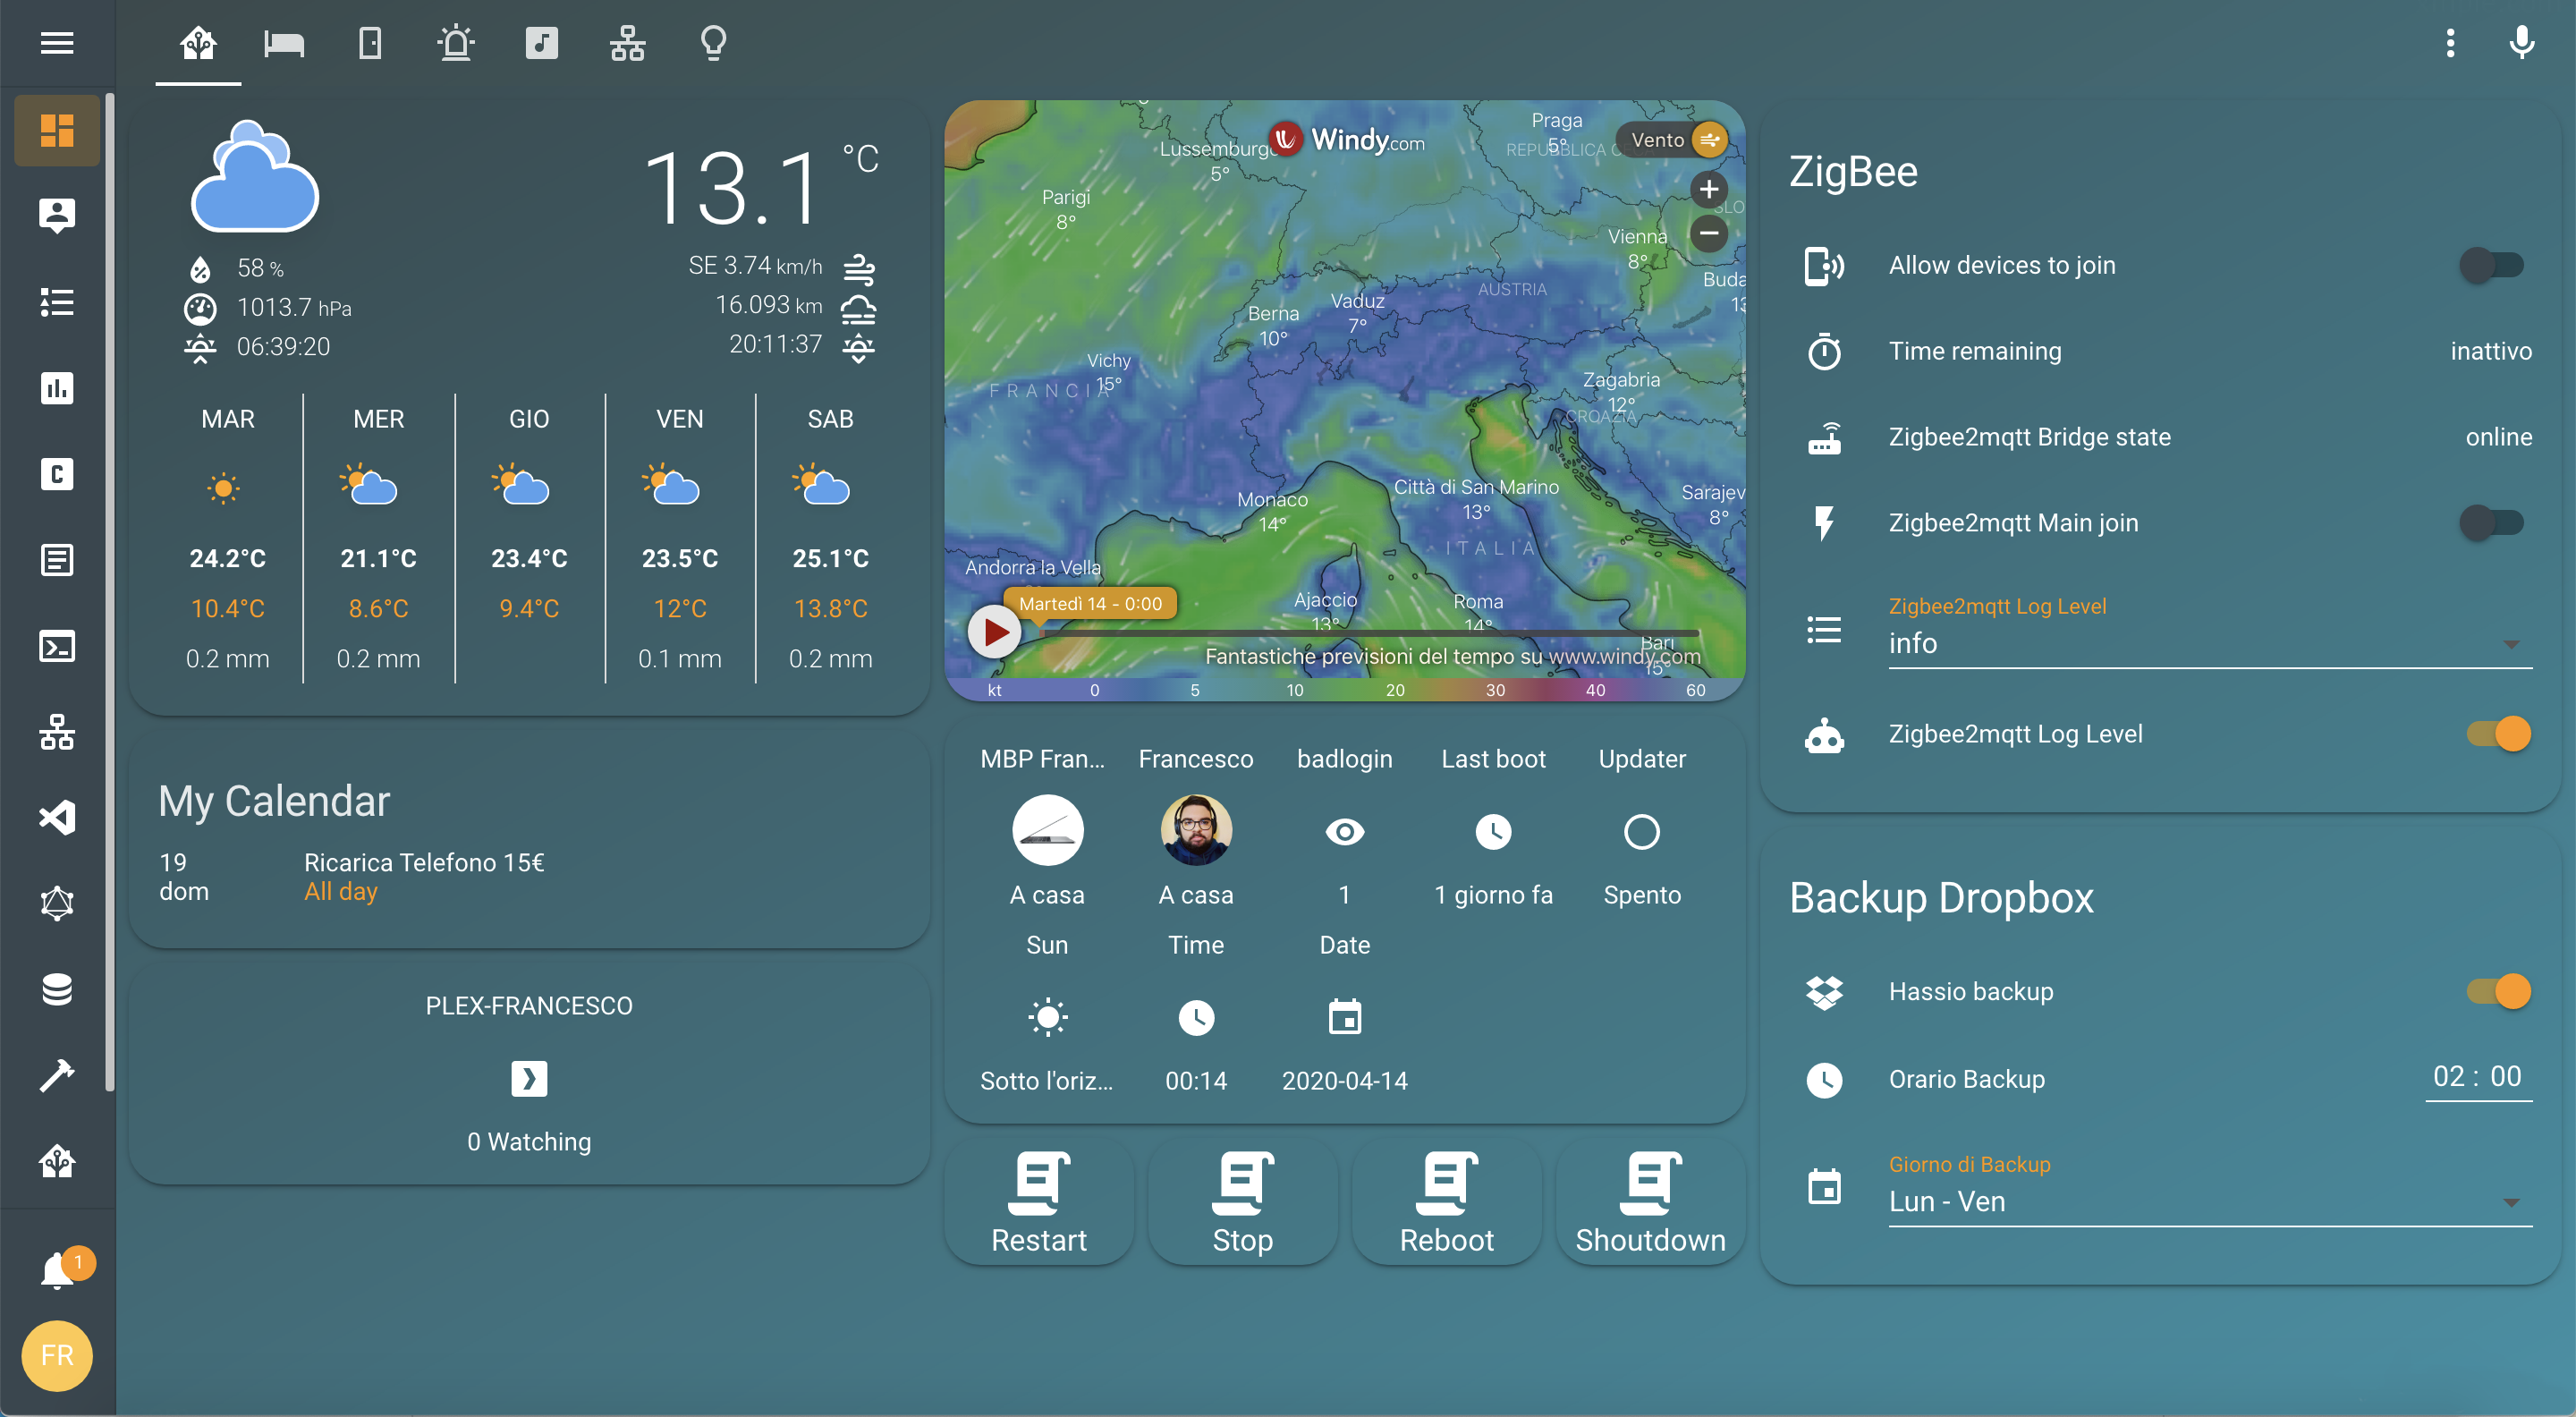 13.1 °C
58 %
SE 3.74 km/h
1013.7 hPa
16.093 km
06:39:20
20:11:37
MAR MER GIO VEN SAB
24.2°C 21.1°C 23.4°C 23.5°C 25.1°C
10.4°C 8.6°C 9.4°C 12°C 13.8°C
0.2 mm 0.2 mm 0.1 mm 0.2 mm
My Calendar
19 dom
Ricarica Telefono 15€
All day
PLEX-FRANCESCO
0 Watching
Windy.com
Vento
Praga
5°
Lussemburgo
5°
REPUBBLICA C
Parigi
8°
SLO
Vienna
8°
Buda
AUSTRIA
Vaduz
7°
Berna
10°
Vichy
15°
FRANCIA
Zagabria
12°
CROAZIA
Città di San Marino
13°
Monaco
14°
Sarajev
8°
ITALIA
Andorra la Vella
Martedì 14 - 0:00
Ajaccio
13°
Roma
14°
Bari
15°
Fantastiche previsioni del tempo su www.windy.com
kt 0 5 10 20 30 40 60
MBP Fran... Francesco badlogin Last boot Updater
A casa A casa 1 1 giorno fa Spento
Sun Time Date
Sotto l'oriz... 00:14 2020-04-14
Restart Stop Reboot Shoutdown
ZigBee
Allow devices to join
Time remaining inattivo
Zigbee2mqtt Bridge state online
Zigbee2mqtt Main join
Zigbee2mqtt Log Level
info
Zigbee2mqtt Log Level
Backup Dropbox
Hassio backup
Orario Backup 02 : 00
Giorno di Backup
Lun - Ven
C
1
FR